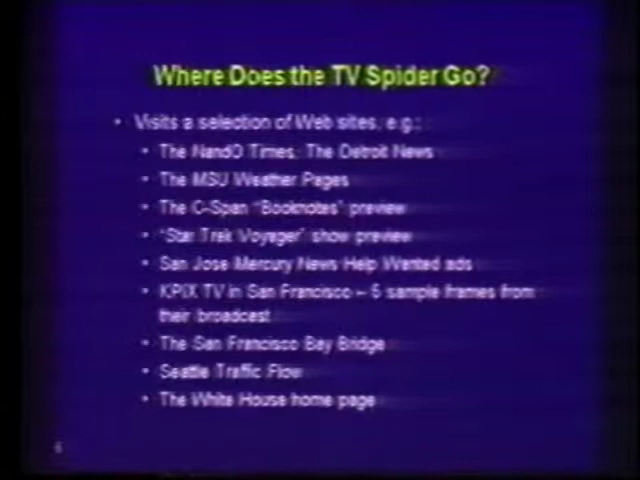 Where Does the TV Spider Go?
• Visits a selection of Web sites, e.g.:
• The NandO Times, The Detroit News
• The MSU Weather Pages
• The C-Span "Booknotes" preview
• "Star Trek Voyager" show preview
• San Jose Mercury News Help Wanted ads
• KPIX TV in San Francisco – 5 sample frames from
their broadcast
• The San Francisco Bay Bridge
• Seattle Traffic Flow
• The White House home page